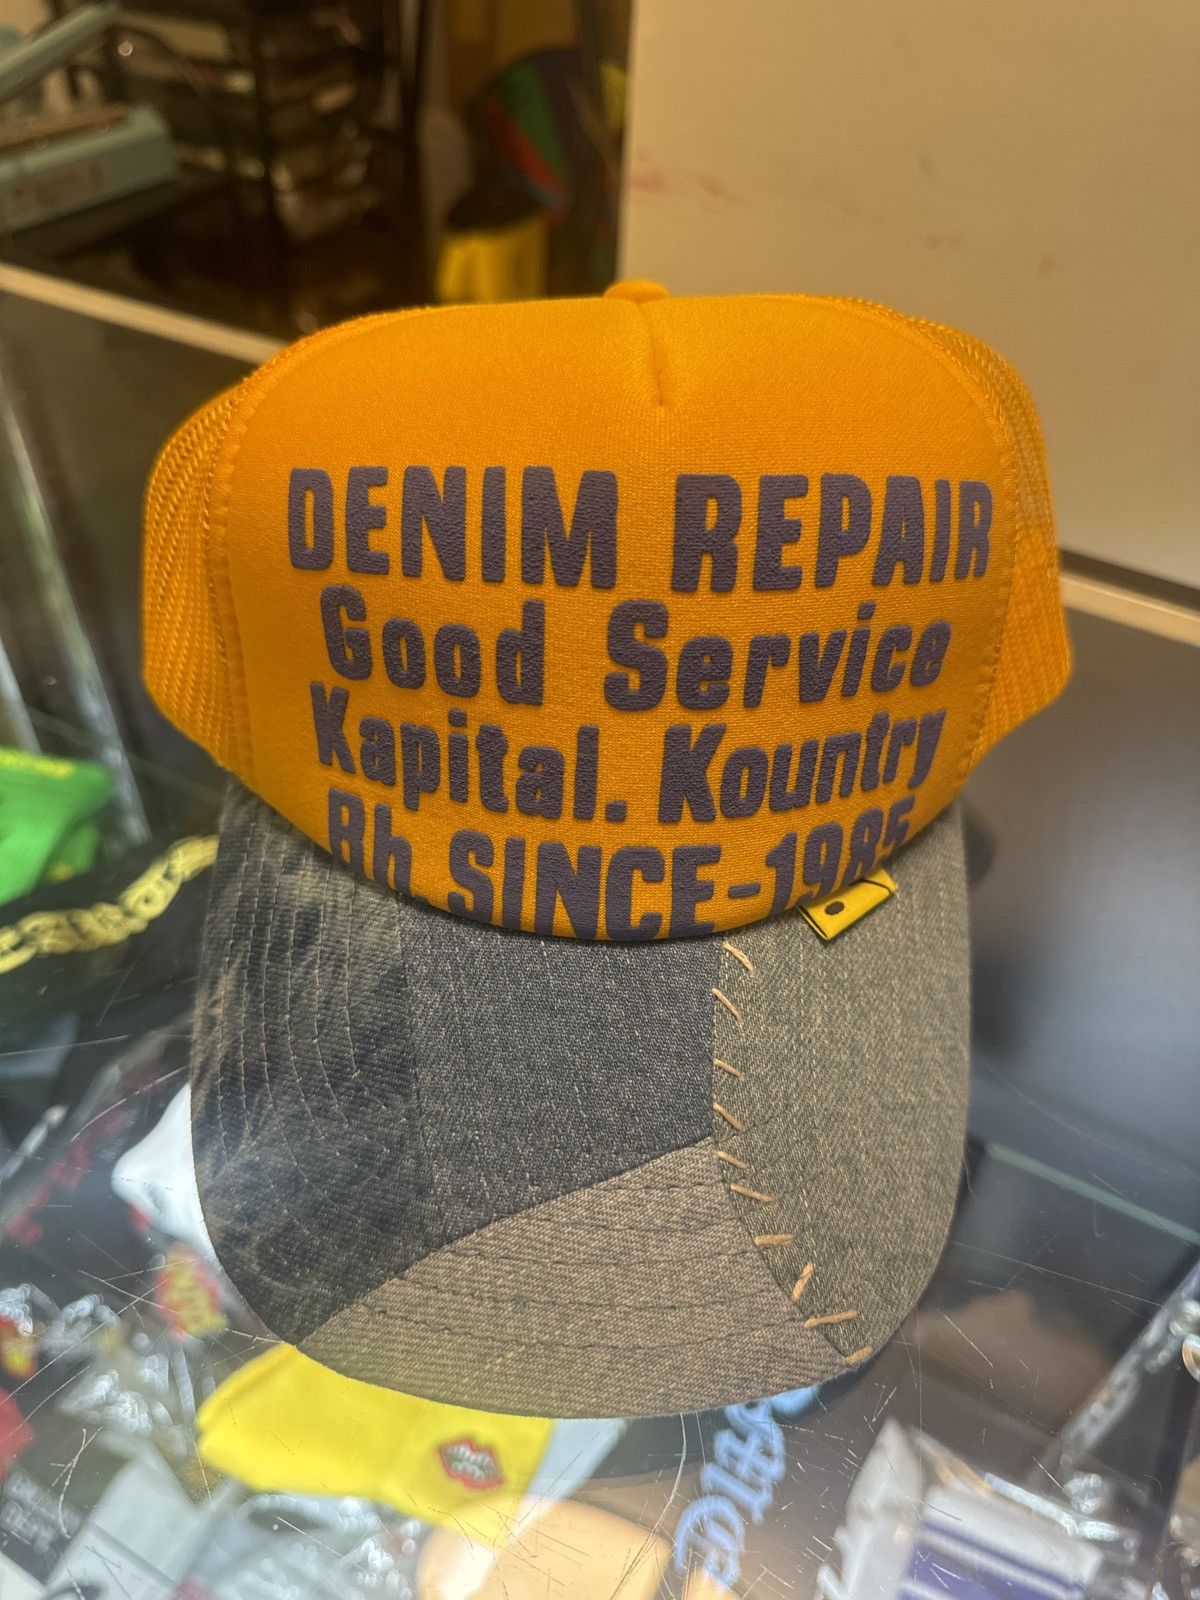 DENIM REPAIR
Good Service
Kapital. Kountry
Bh SINCE-1985